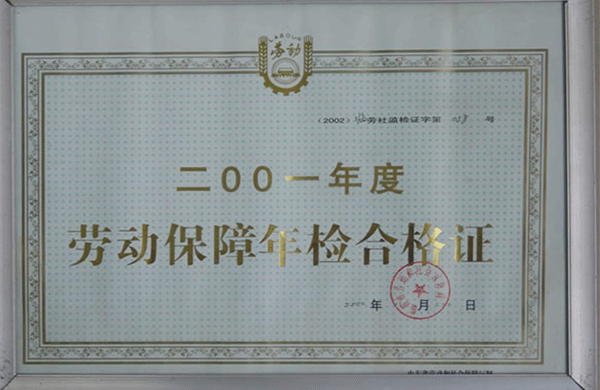 LABOUR
劳动
(2002) 劳社监检证字第 号
二00一年度
劳动保障年检合格证
年 月 日